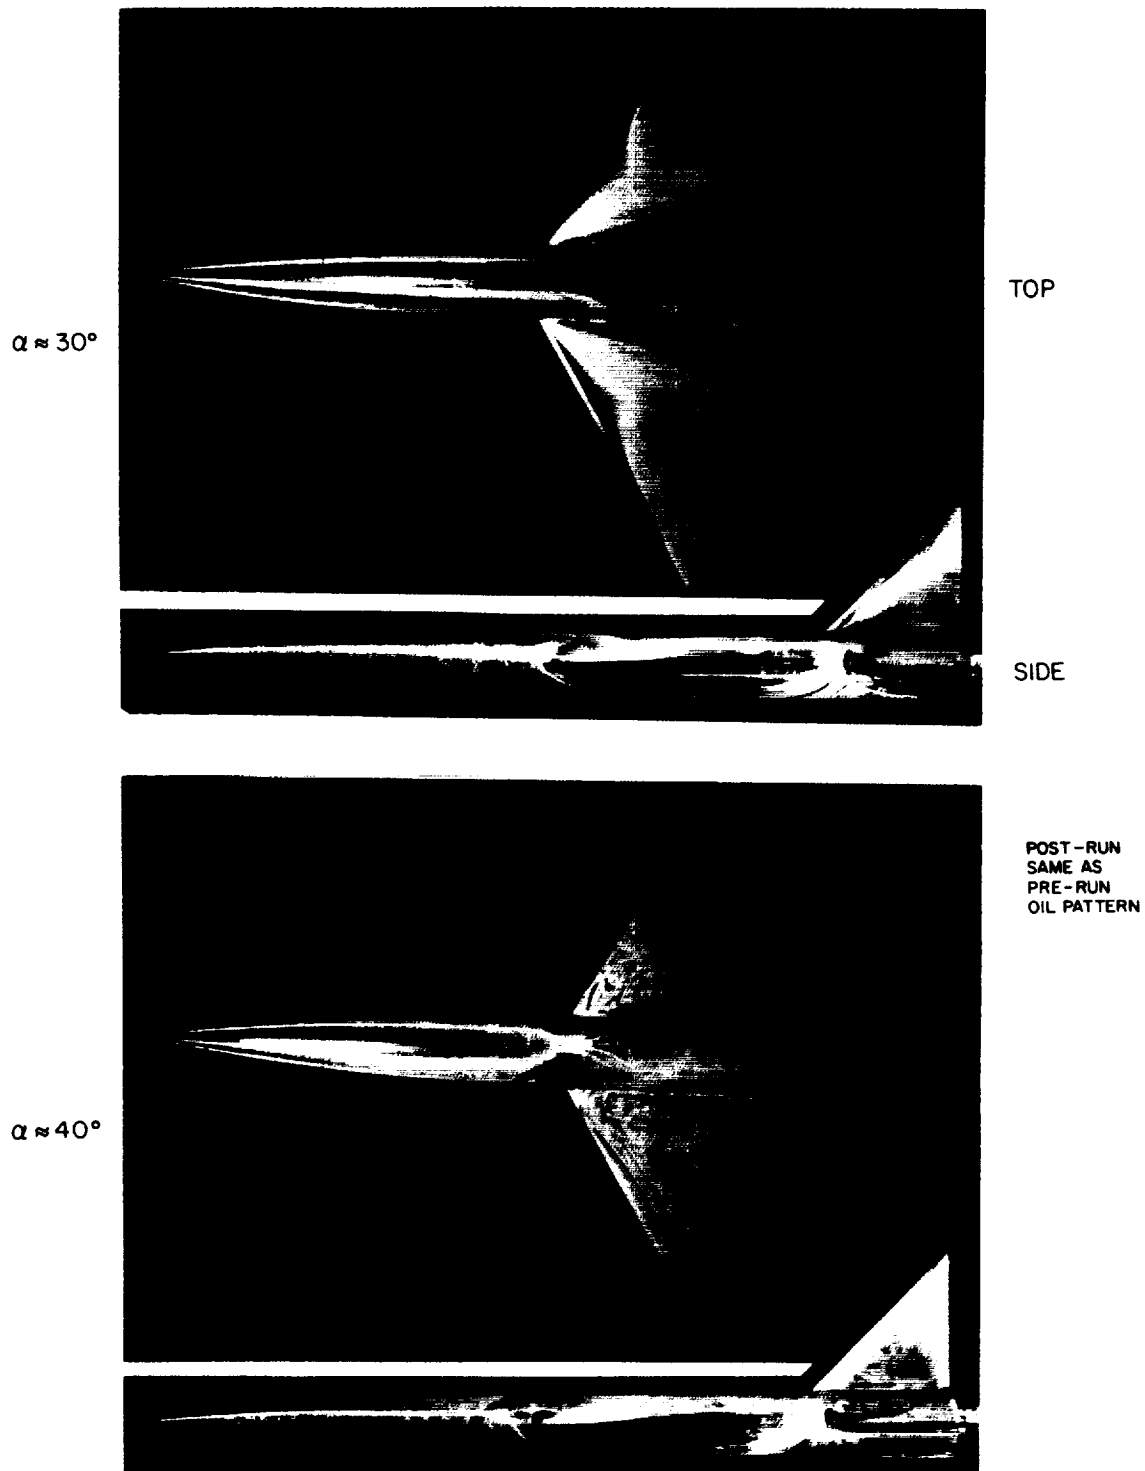 TOP
α ≈ 30°
SIDE
POST-RUN
SAME AS
PRE-RUN
OIL PATTERN
α ≈ 40°